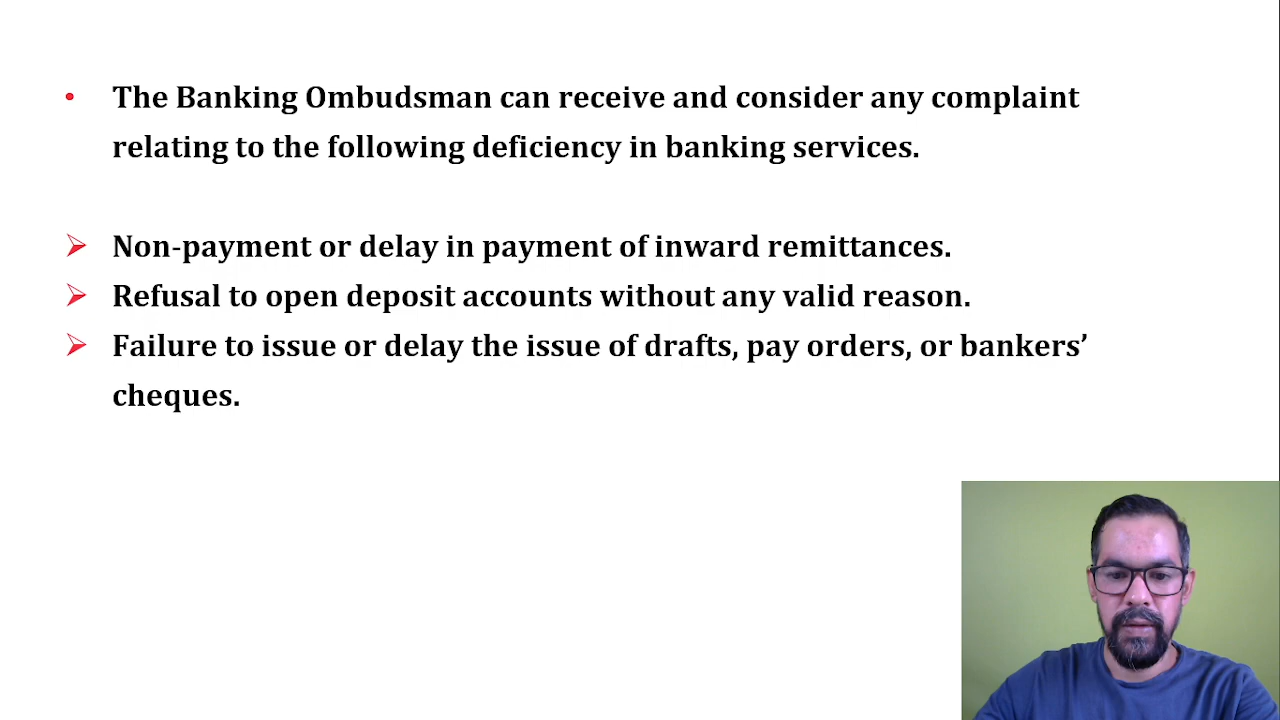 • The Banking Ombudsman can receive and consider any complaint
relating to the following deficiency in banking services.
➢ Non-payment or delay in payment of inward remittances.
➢ Refusal to open deposit accounts without any valid reason.
➢ Failure to issue or delay the issue of drafts, pay orders, or bankers’
cheques.